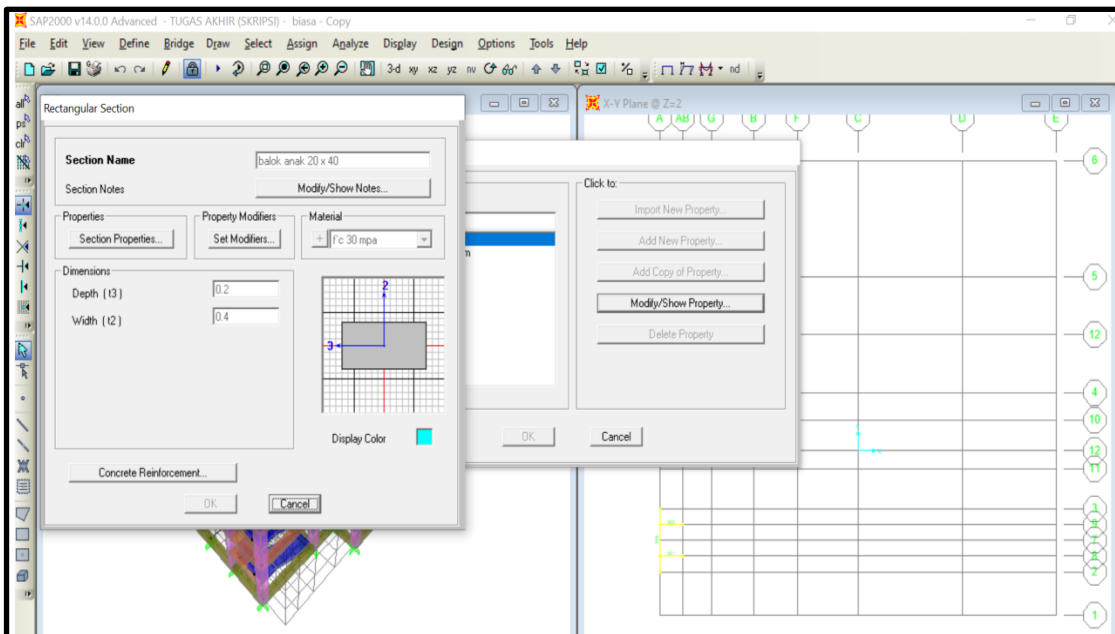 SAP2000 v14.0.0 Advanced - TUGAS AKHIR (SKRIPSI) - biasa - Copy
File Edit View Define Bridge Draw Select Assign Analyze Display Design Options Tools Help
3-d xy xz yz nv nd
all
ps
clr
Rectangular Section
Section Name
balok anak 20 x 40
Section Notes
Modify/Show Notes...
Properties
Section Properties...
Property Modifiers
Set Modifiers...
Material
+ f'c 30 mpa
Dimensions
Depth ( t3 )
0.2
Width ( t2 )
0.4
2
3
Display Color
Concrete Reinforcement...
OK
Cancel
m
Click to:
Import New Property...
Add New Property...
Add Copy of Property...
Modify/Show Property...
Delete Property
OK
Cancel
X-Y Plane @ Z=2
A AB G B F C D E
6
5
12
4
10
12
11
3
9
7
8
2
1